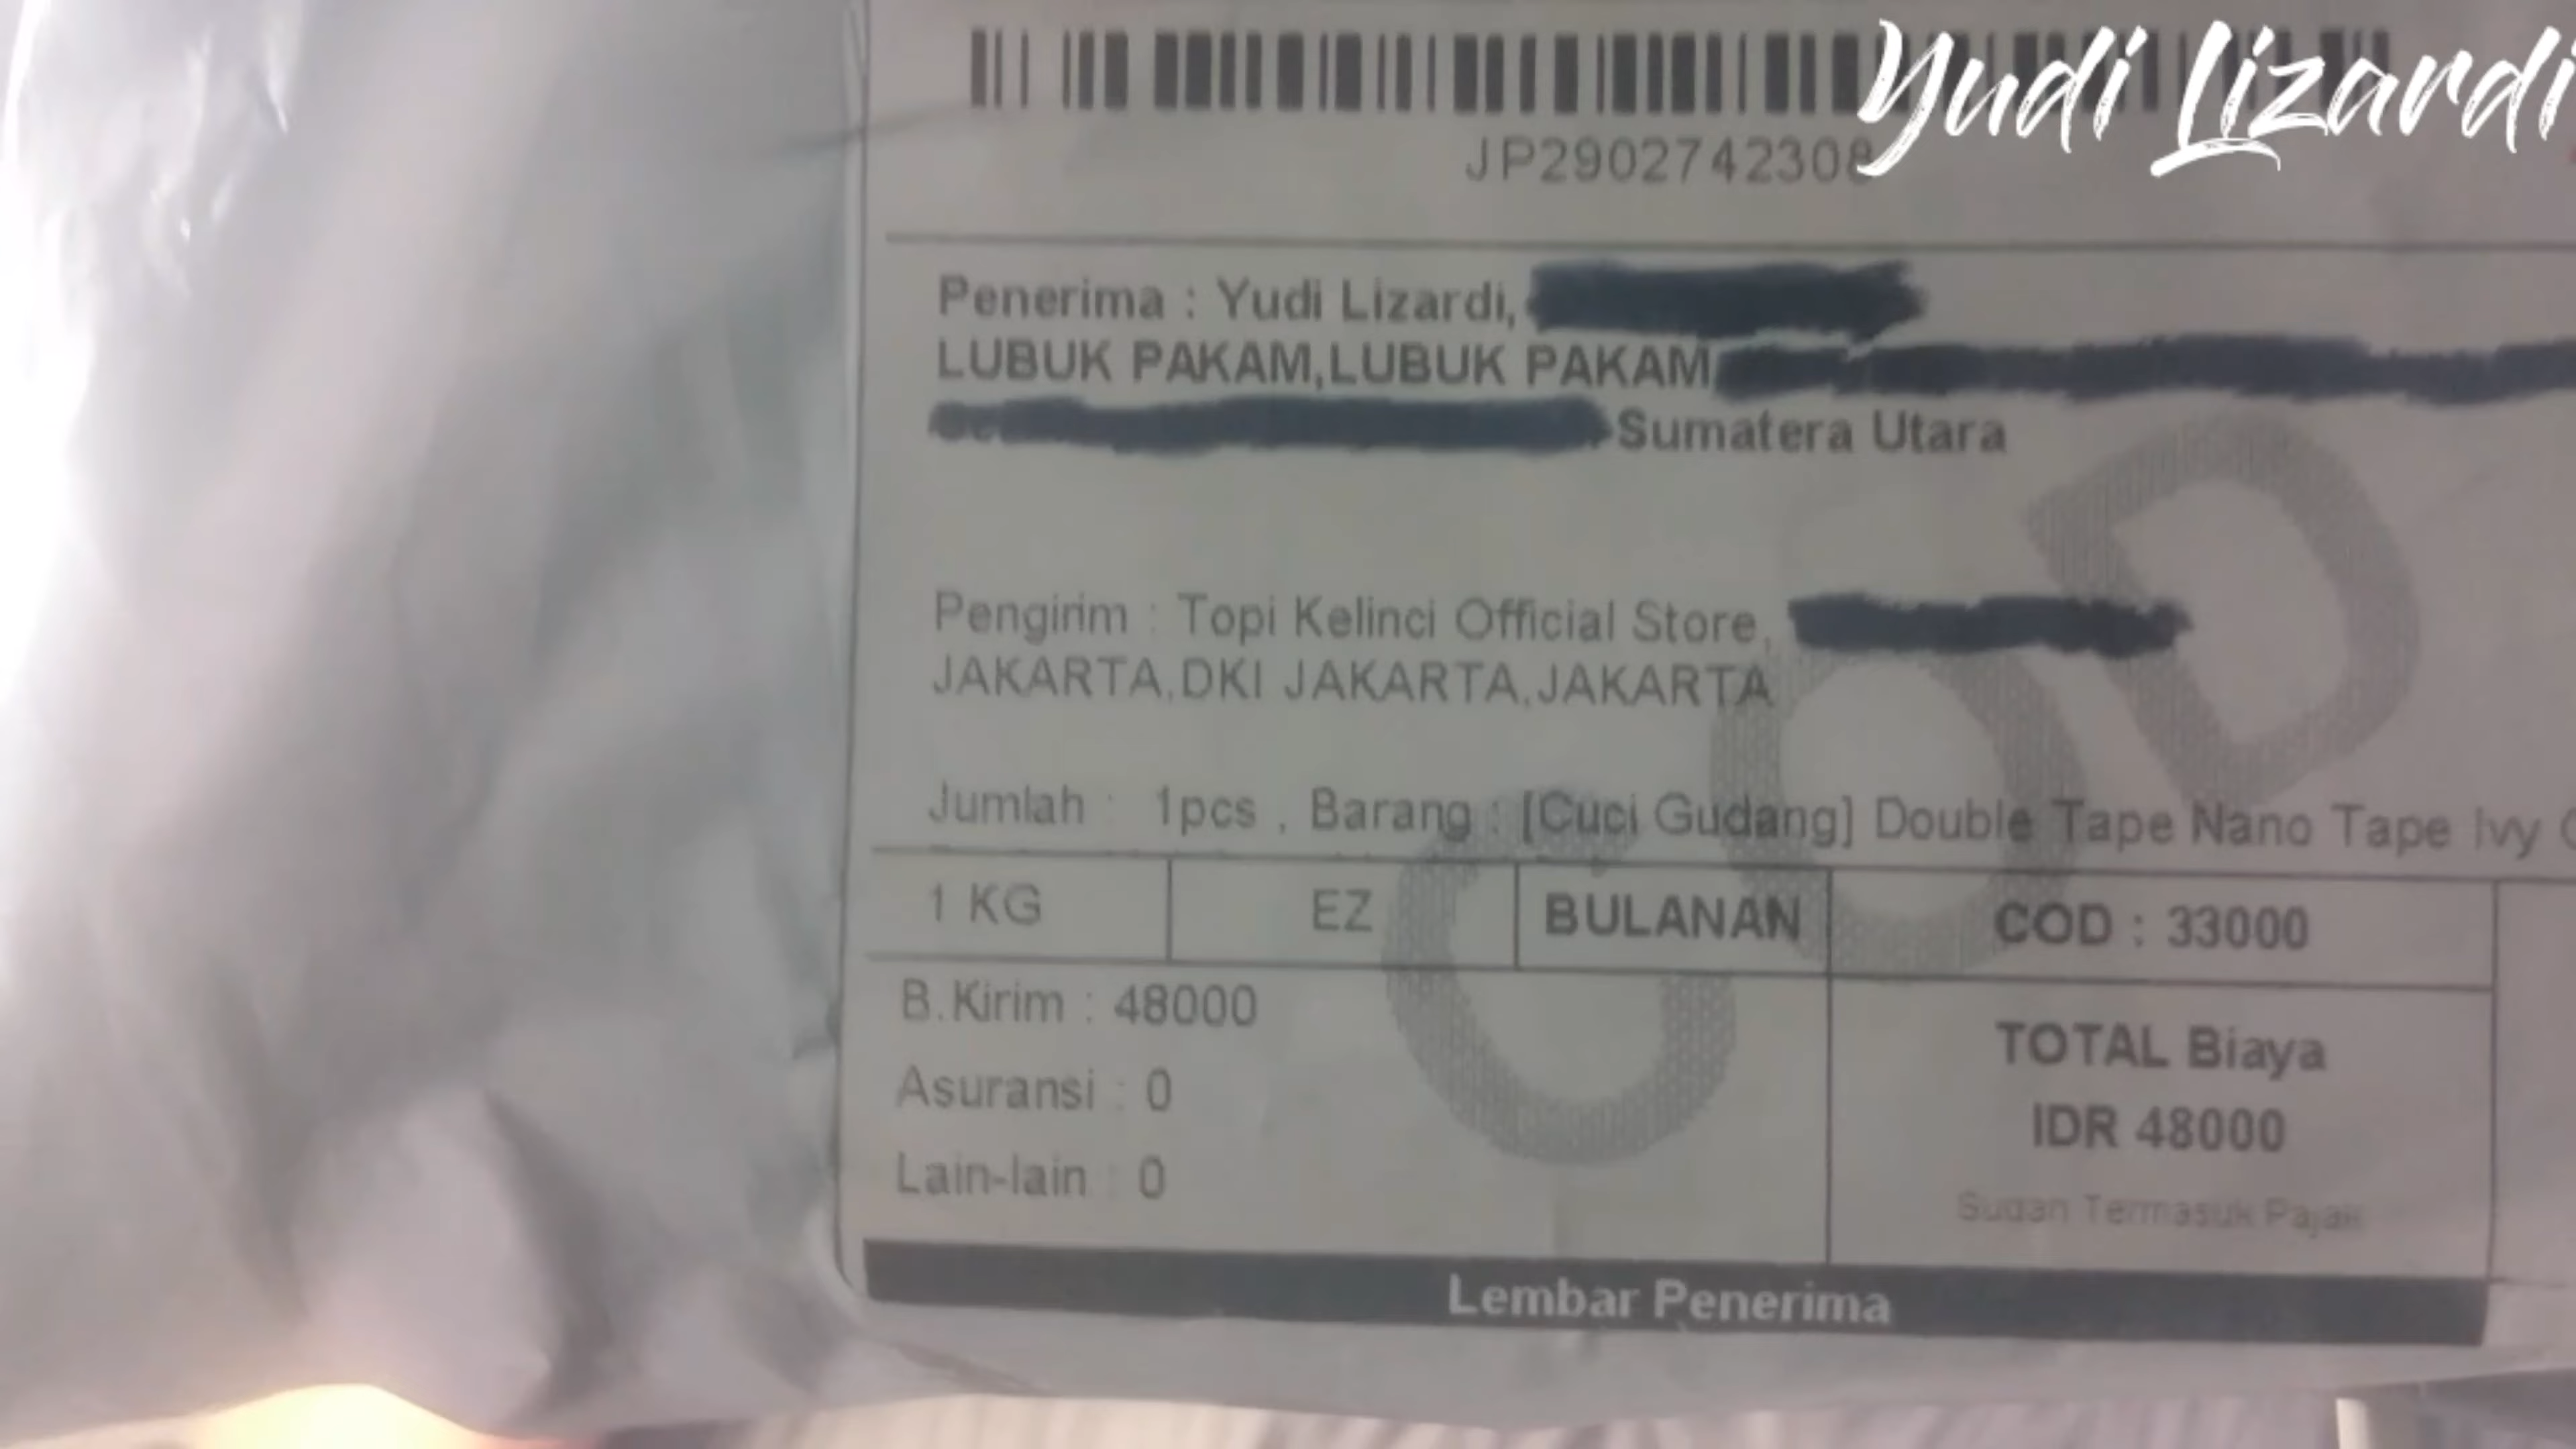 Yudi Lizardi
JP2902742308
Penerima : Yudi Lizardi,
LUBUK PAKAM,LUBUK PAKAM
Sumatera Utara
Pengirim : Topi Kelinci Official Store,
JAKARTA,DKI JAKARTA,JAKARTA
Jumlah : 1pcs , Barang : [Cuci Gudang] Double Tape Nano Tape Ivy
1 KG EZ BULANAN COD : 33000
B.Kirim : 48000
Asuransi : 0
Lain-lain : 0
TOTAL Biaya
IDR 48000
Sudah Termasuk Pajak
COD
Lembar Penerima